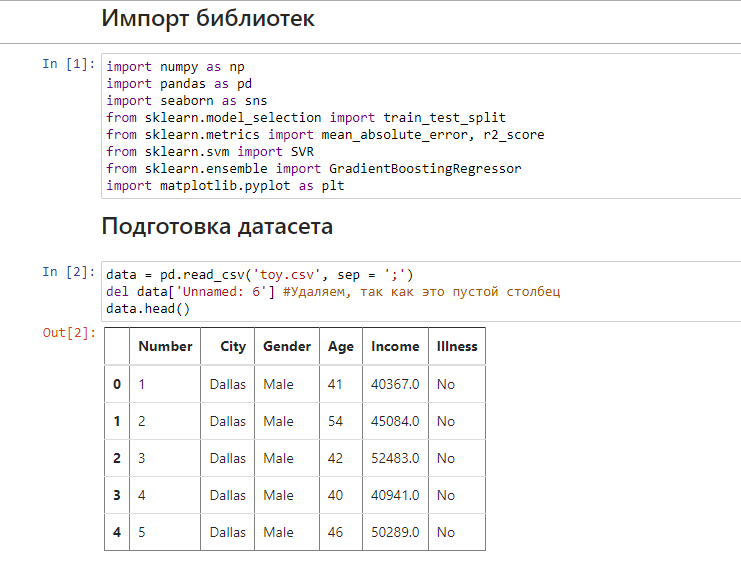 Импорт библиотек
In [1]: import numpy as np
import pandas as pd
import seaborn as sns
from sklearn.model_selection import train_test_split
from sklearn.metrics import mean_absolute_error, r2_score
from sklearn.svm import SVR
from sklearn.ensemble import GradientBoostingRegressor
import matplotlib.pyplot as plt
Подготовка датасета
In [2]: data = pd.read_csv('toy.csv', sep = ';')
del data['Unnamed: 6'] #Удаляем, так как это пустой столбец
data.head()
Out[2]:
Number City Gender Age Income Illness
0 1 Dallas Male 41 40367.0 No
1 2 Dallas Male 54 45084.0 No
2 3 Dallas Male 42 52483.0 No
3 4 Dallas Male 40 40941.0 No
4 5 Dallas Male 46 50289.0 No